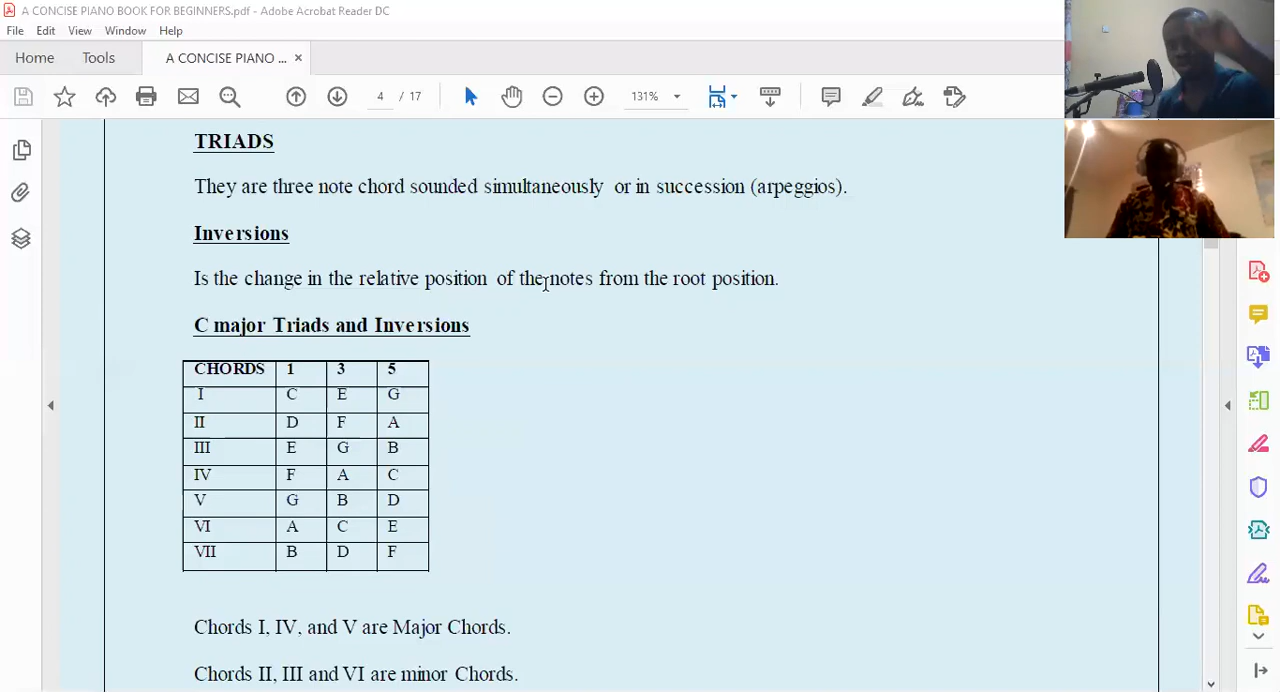 A CONCISE PIANO BOOK FOR BEGINNERS.pdf - Adobe Acrobat Reader DC
File Edit View Window Help
Home Tools A CONCISE PIANO ... ×
4 / 17 131%
TRIADS
They are three note chord sounded simultaneously or in succession (arpeggios).
Inversions
Is the change in the relative position of the notes from the root position.
C major Triads and Inversions
CHORDS 1 3 5
I C E G
II D F A
III E G B
IV F A C
V G B D
VI A C E
VII B D F
Chords I, IV, and V are Major Chords.
Chords II, III and VI are minor Chords.